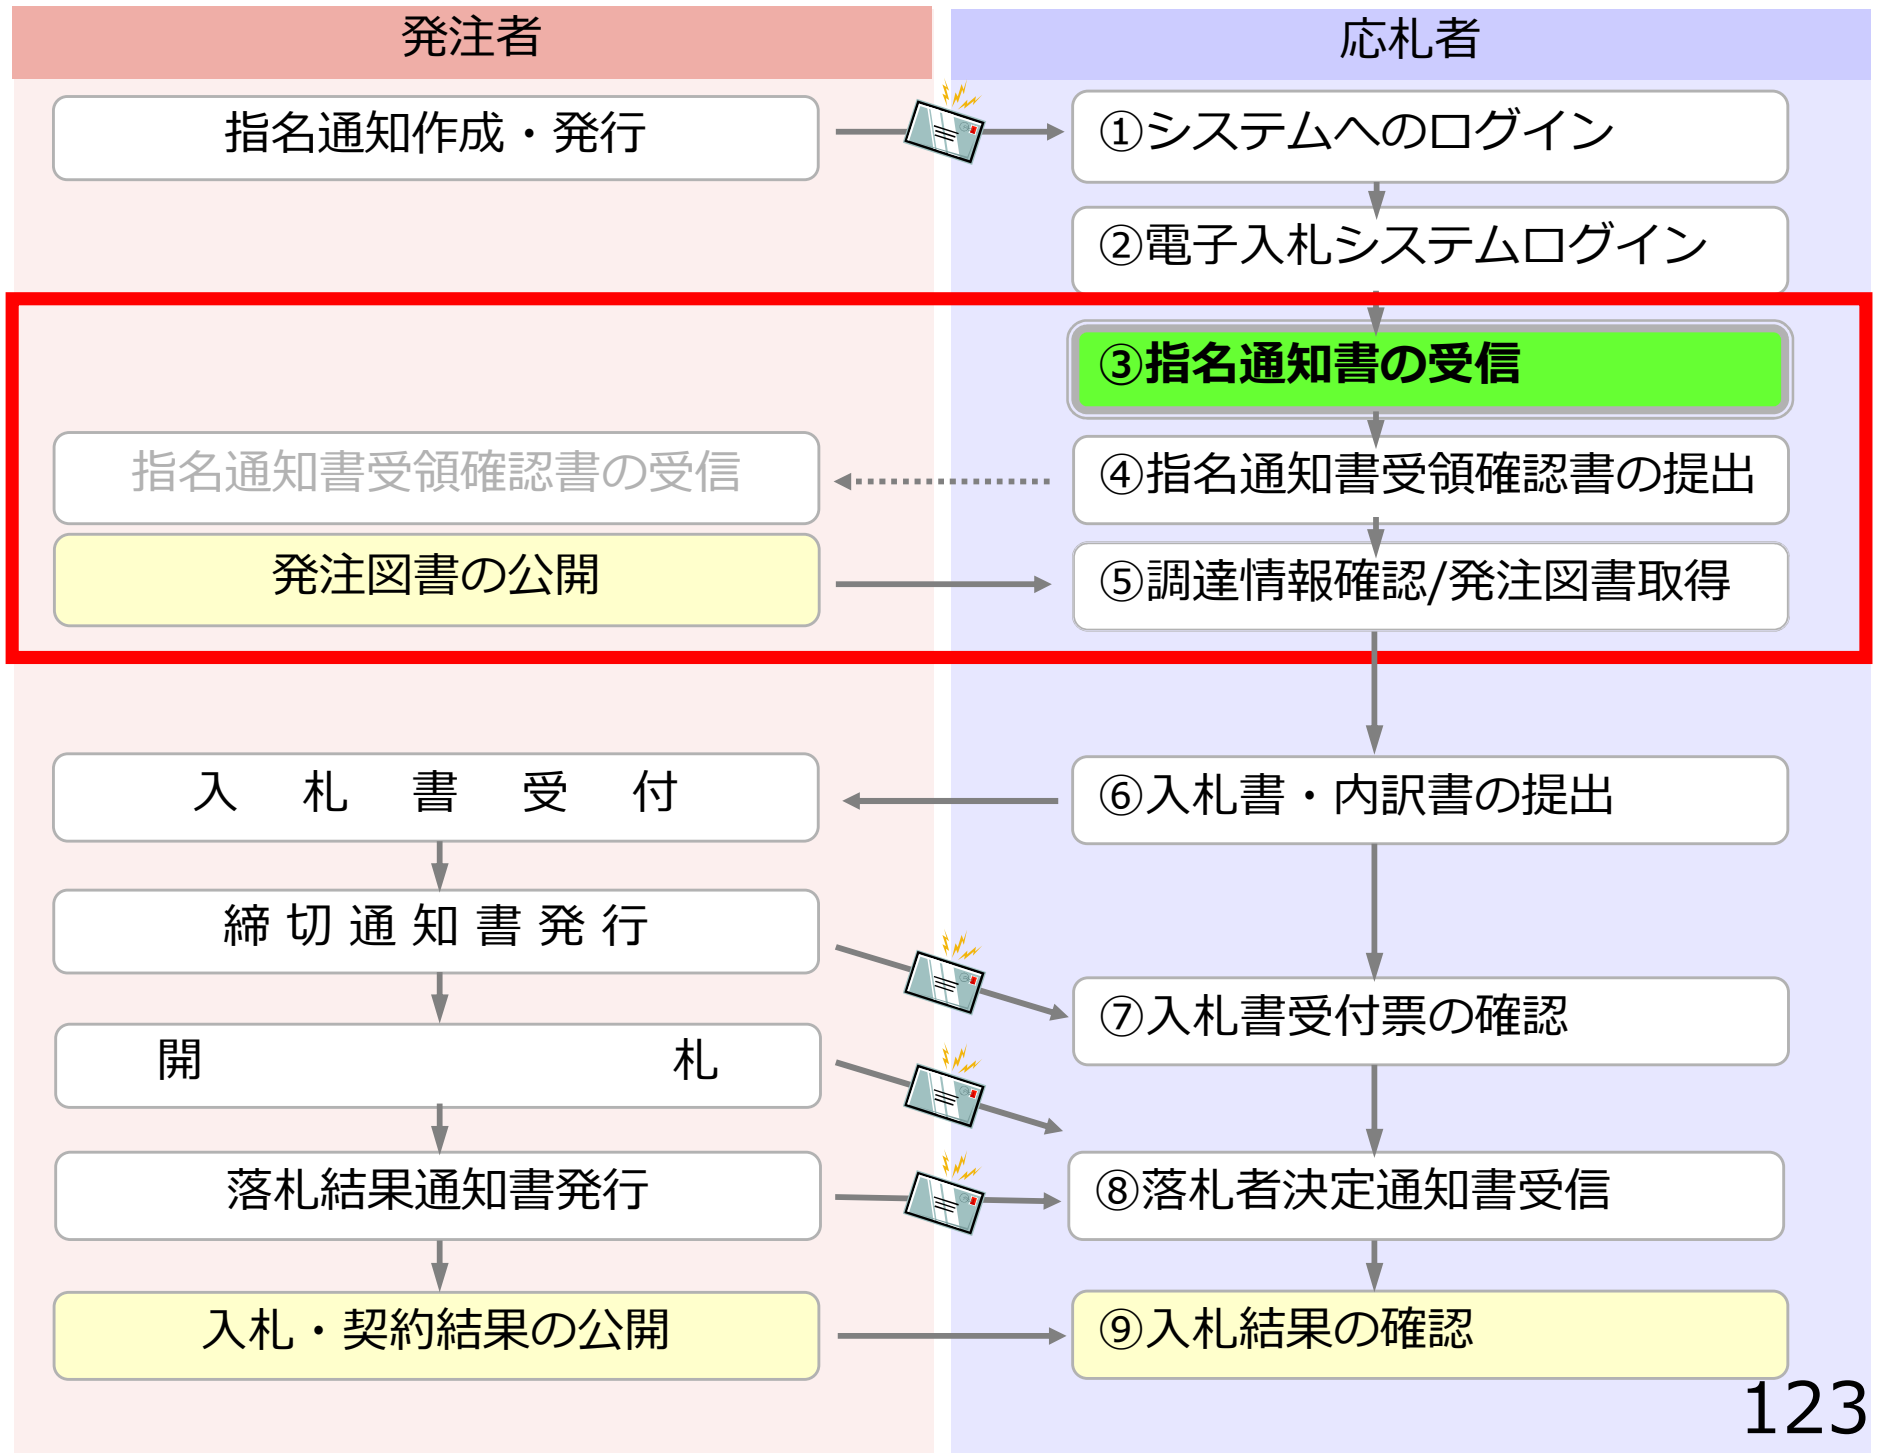 発注者
応札者
指名通知作成・発行
①システムへのログイン
②電子入札システムログイン
③指名通知書の受信
指名通知書受領確認書の受信
④指名通知書受領確認書の提出
発注図書の公開
⑤調達情報確認/発注図書取得
入 札 書 受 付
⑥入札書・内訳書の提出
締 切 通 知 書 発 行
⑦入札書受付票の確認
開 札
落札結果通知書発行
⑧落札者決定通知書受信
入札・契約結果の公開
⑨入札結果の確認
123